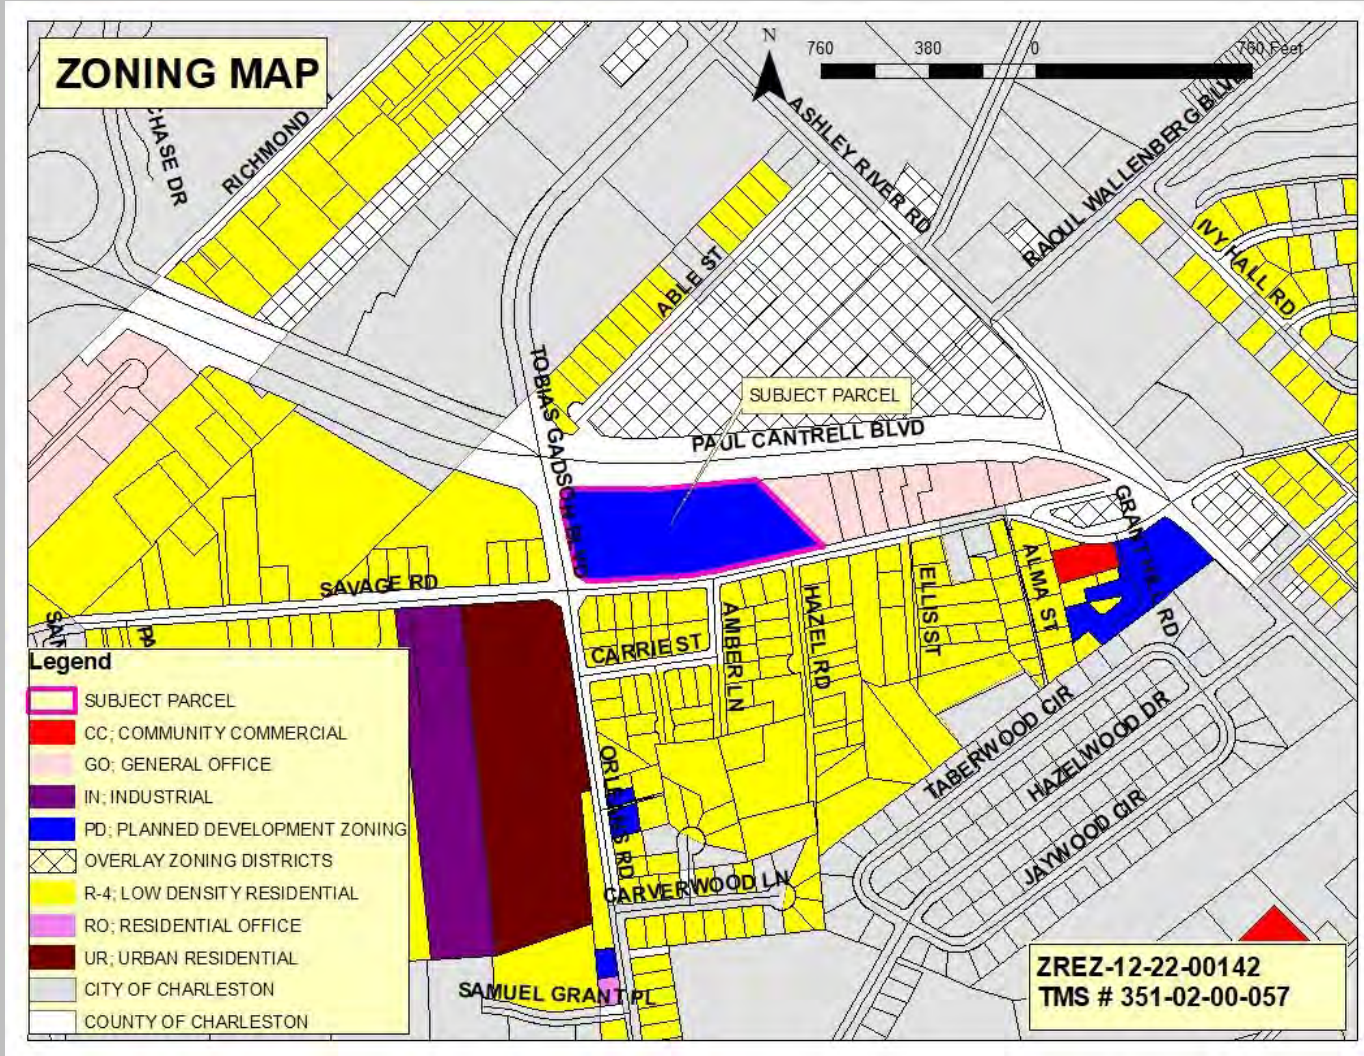 ZONING MAP
N
760 380 0 760 Feet
CHASE DR
RICHMOND
ASHLEY RIVER RD
RAOUL WALLENBERG BLVD
IVY HALL RD
ABLE ST
TOBIAS GADSON BLVD
SUBJECT PARCEL
PAUL CANTRELL BLVD
GRANT HILL RD
SAVAGE RD
ALMA ST
ELLIS ST
HAZEL RD
AMBER LN
CARRIE ST
TABERWOOD CIR
HAZELWOOD DR
JAYWOOD CIR
ORLEANS RD
CARVERWOOD LN
SAMUEL GRANT PL
Legend
SUBJECT PARCEL
CC; COMMUNITY COMMERCIAL
GO; GENERAL OFFICE
IN; INDUSTRIAL
PD; PLANNED DEVELOPMENT ZONING
OVERLAY ZONING DISTRICTS
R-4; LOW DENSITY RESIDENTIAL
RO; RESIDENTIAL OFFICE
UR; URBAN RESIDENTIAL
CITY OF CHARLESTON
COUNTY OF CHARLESTON
ZREZ-12-22-00142
TMS # 351-02-00-057